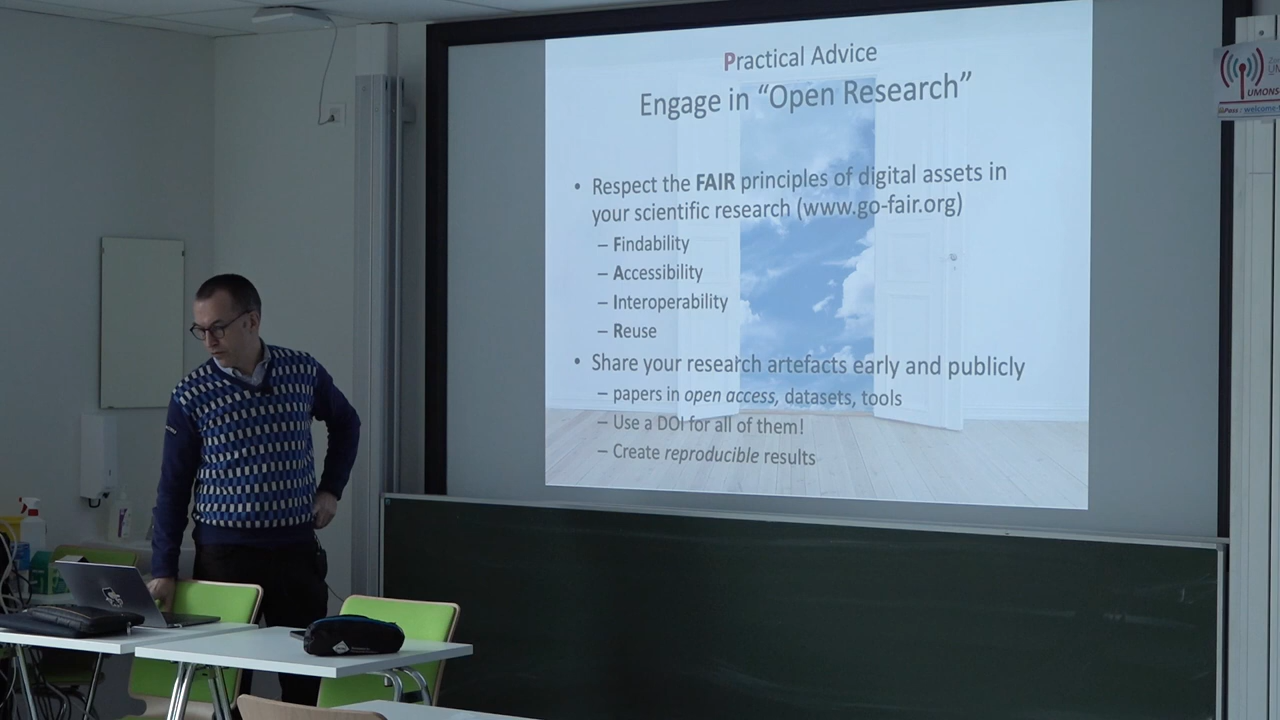 Practical Advice
Engage in “Open Research”
• Respect the FAIR principles of digital assets in
your scientific research (www.go-fair.org)
– Findability
– Accessibility
– Interoperability
– Reuse
• Share your research artefacts early and publicly
– papers in open access, datasets, tools
– Use a DOI for all of them!
– Create reproducible results
UMONS